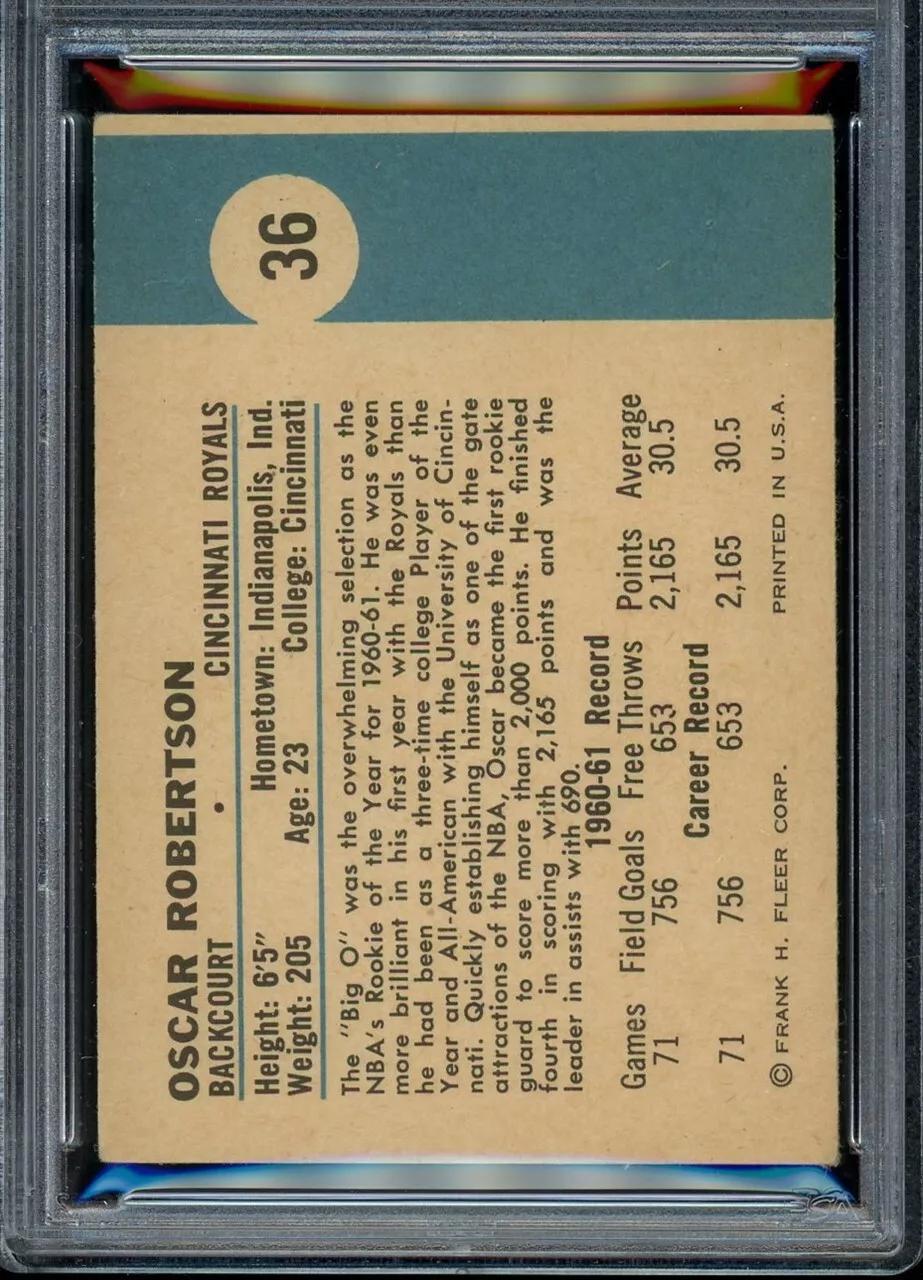 36
OSCAR ROBERTSON
BACKCOURT • CINCINNATI ROYALS
Height: 6'5" Hometown: Indianapolis, Ind.
Weight: 205 Age: 23 College: Cincinnati
The "Big O" was the overwhelming selection as the
NBA's Rookie of the Year for 1960-61. He was even
more brilliant in his first year with the Royals than
he had been as a three-time college Player of the
Year and All-American with the University of Cincin-
nati. Quickly establishing himself as one of the gate
attractions of the NBA, Oscar became the first rookie
guard to score more than 2,000 points. He finished
fourth in scoring with 2,165 points and was the
leader in assists with 690.
1960-61 Record
Games Field Goals Free Throws Points Average
71 756 653 2,165 30.5
Career Record
71 756 653 2,165 30.5
© FRANK H. FLEER CORP. PRINTED IN U.S.A.